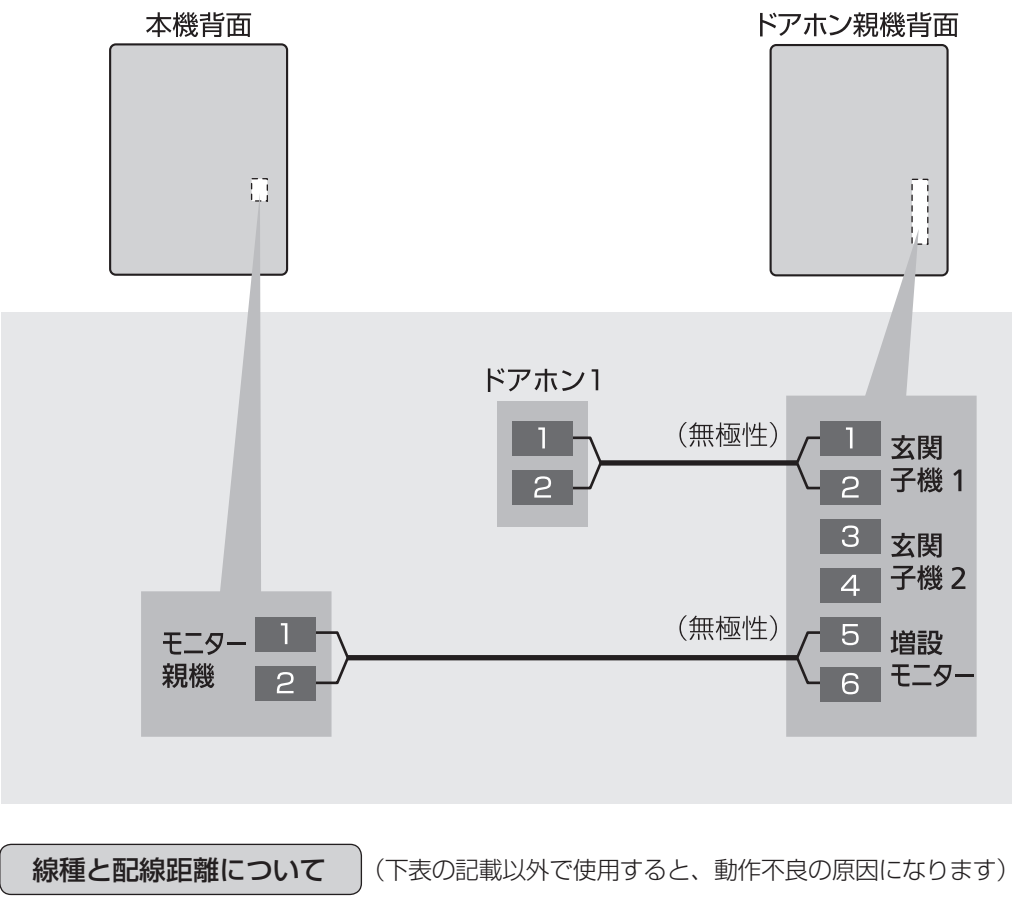 本機背面
ドアホン親機背面
ドアホン1
1
2
(無極性)
1
2
玄関
子機 1
3
4
玄関
子機 2
モニター
親機
1
2
(無極性)
5
6
増設
モニター
線種と配線距離について
(下表の記載以外で使用すると、動作不良の原因になります)